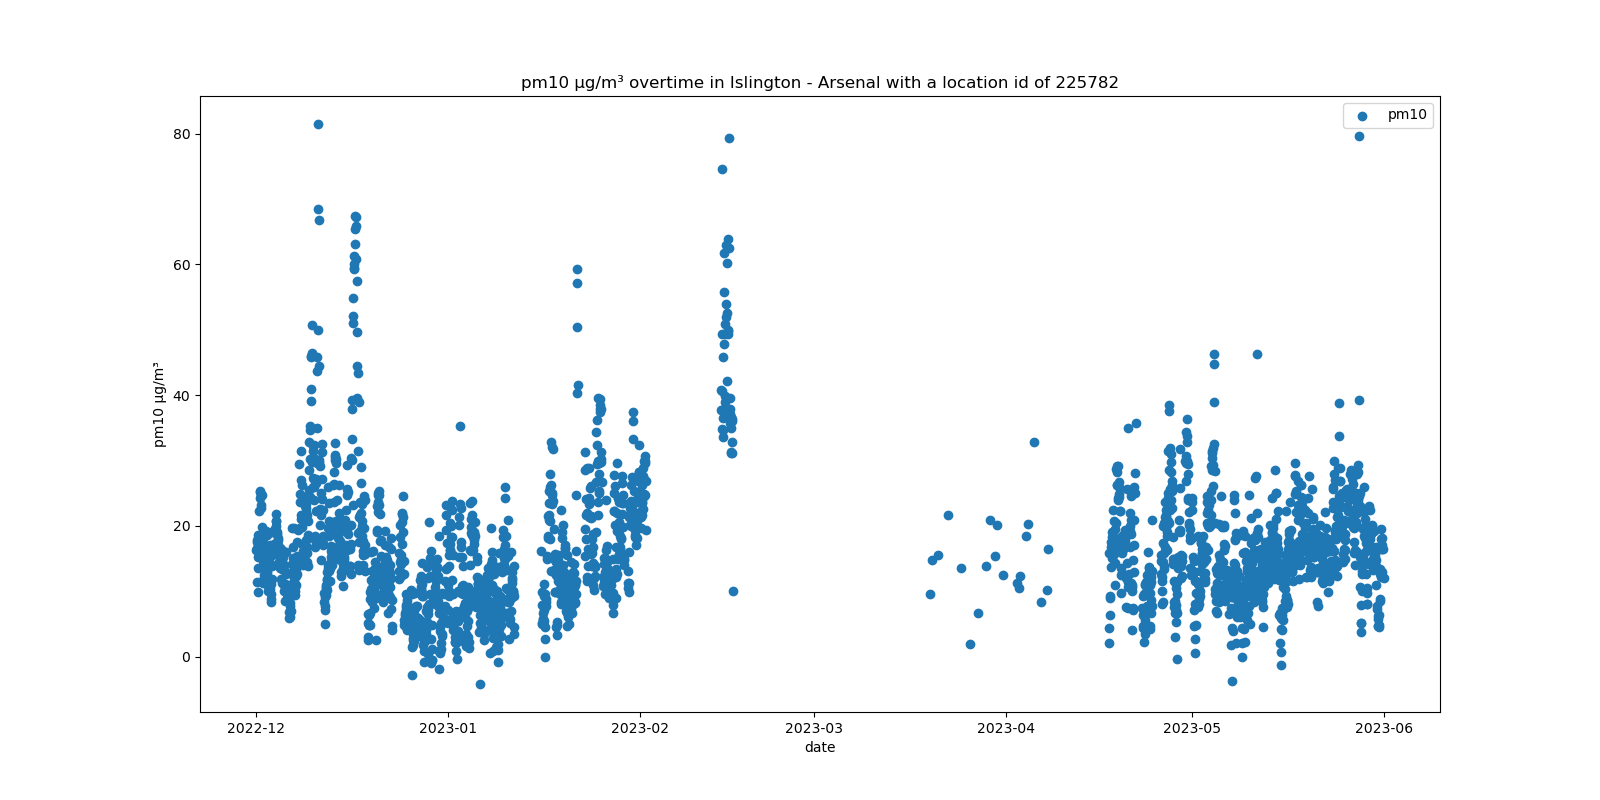 pm10 µg/m³ overtime in Islington - Arsenal with a location id of 225782
pm10
80
60
40
20
0
pm10 µg/m³
2022-12 2023-01 2023-02 2023-03 2023-04 2023-05 2023-06
date